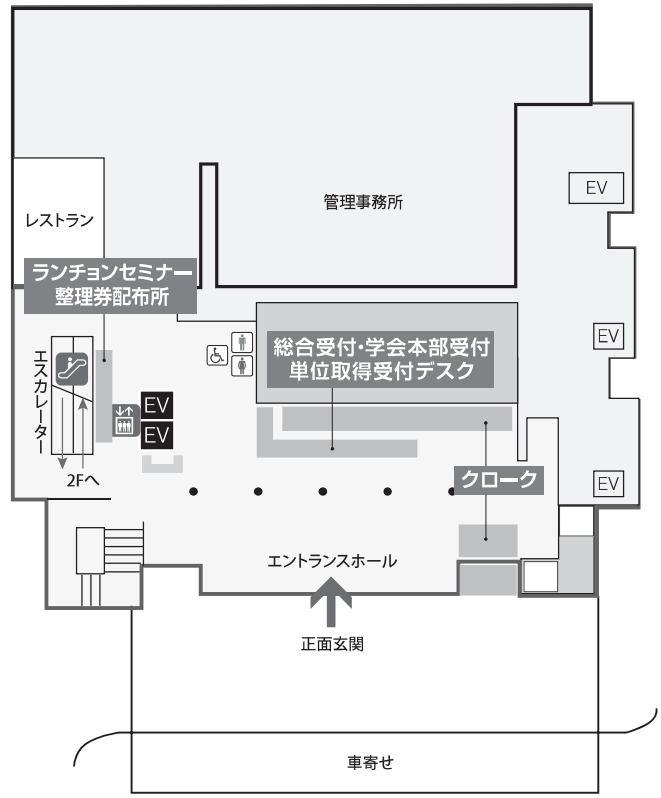 管理事務所
EV
レストラン
ランチョンセミナー
整理券配布所
総合受付・学会本部受付
単位取得受付デスク
EV
エスカレーター
EV
EV
2Fへ
クローク
EV
エントランスホール
正面玄関
車寄せ